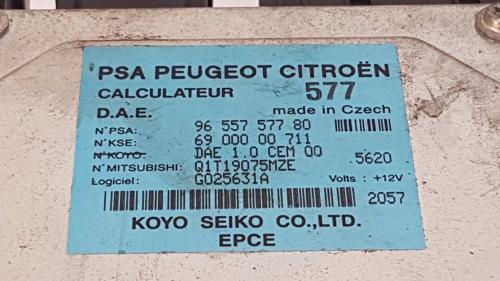 PSA PEUGEOT CITROËN
CALCULATEUR 577
D.A.E. made in Czech
N°PSA: 96 557 577 80
N°KSE: 69 000 00 711
N°KOYO: DAE 1.0 CEM 00 .5620
N°MITSUBISHI: Q1T19075MZE
Logiciel: G025631A Volts : +12V
2057
KOYO SEIKO CO.,LTD.
EPCE